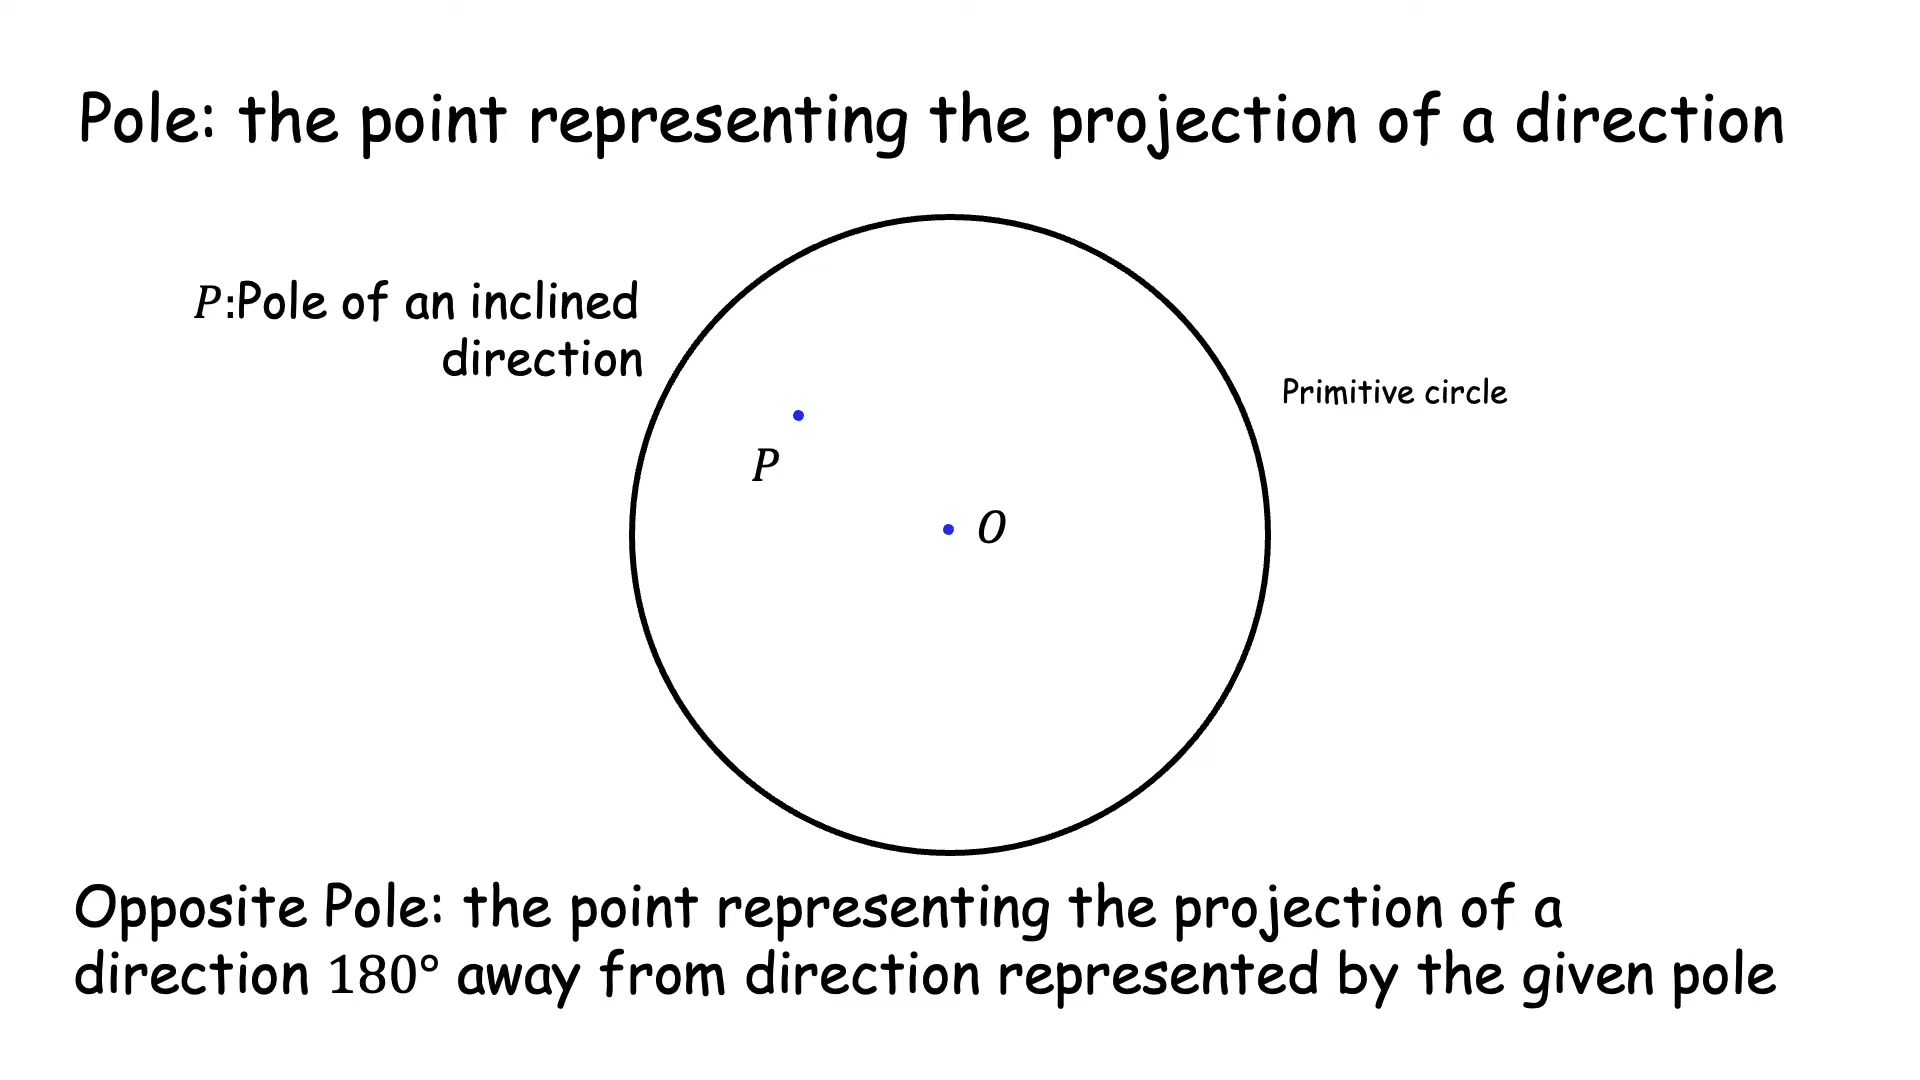 Pole: the point representing the projection of a direction
P:Pole of an inclined
direction
Primitive circle
P
O
Opposite Pole: the point representing the projection of a
direction 180° away from direction represented by the given pole